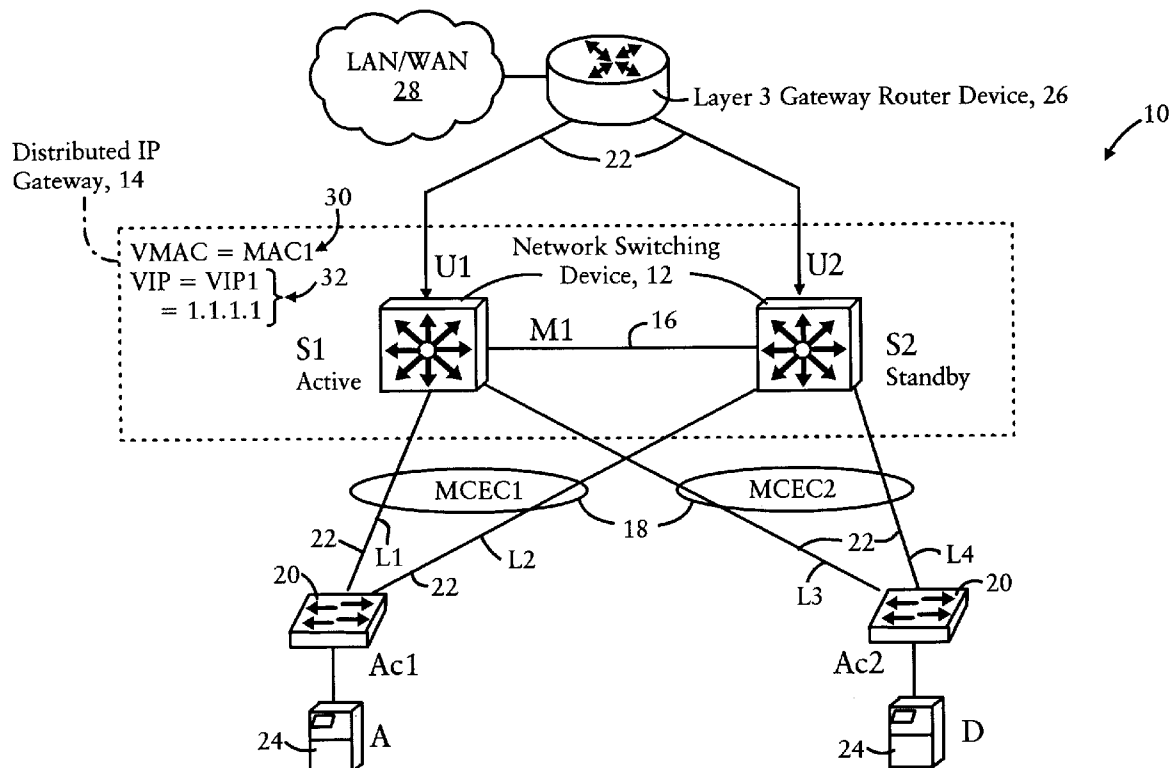 LAN/WAN
28
Layer 3 Gateway Router Device, 26
10
22
Distributed IP
Gateway, 14
30
VMAC = MAC1
VIP = VIP1
= 1.1.1.1
32
U1
Network Switching
Device, 12
U2
M1
16
S1
Active
S2
Standby
MCEC1
MCEC2
18
22
L1
L2
22
22
L3
L4
20
20
Ac1
Ac2
24
A
24
D